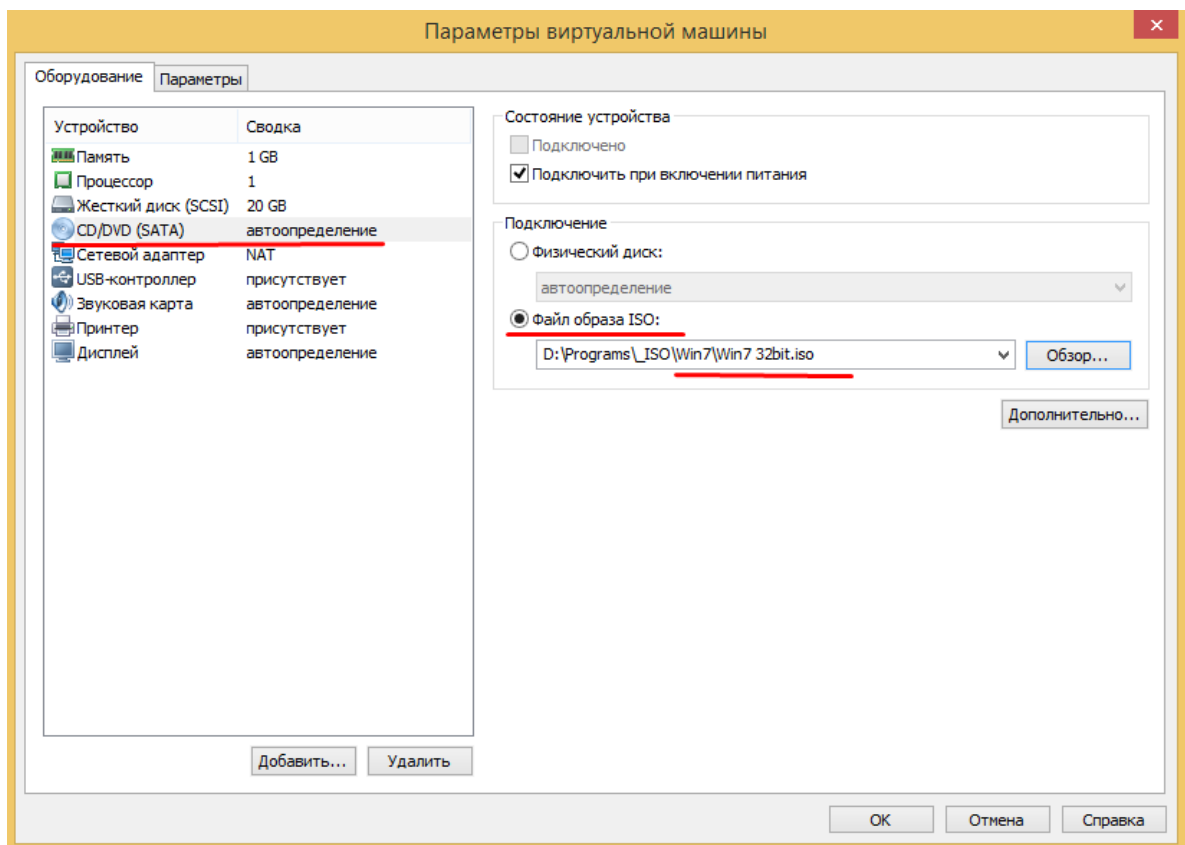 Параметры виртуальной машины
Оборудование Параметры
Устройство Сводка
Память 1 GB
Процессор 1
Жесткий диск (SCSI) 20 GB
CD/DVD (SATA) автоопределение
Сетевой адаптер NAT
USB-контроллер присутствует
Звуковая карта автоопределение
Принтер присутствует
Дисплей автоопределение
Добавить... Удалить
Состояние устройства
Подключено
Подключить при включении питания
Подключение
Физический диск:
автоопределение
Файл образа ISO:
D:\Programs\_ISO\Win7\Win7 32bit.iso Обзор...
Дополнительно...
OK Отмена Справка